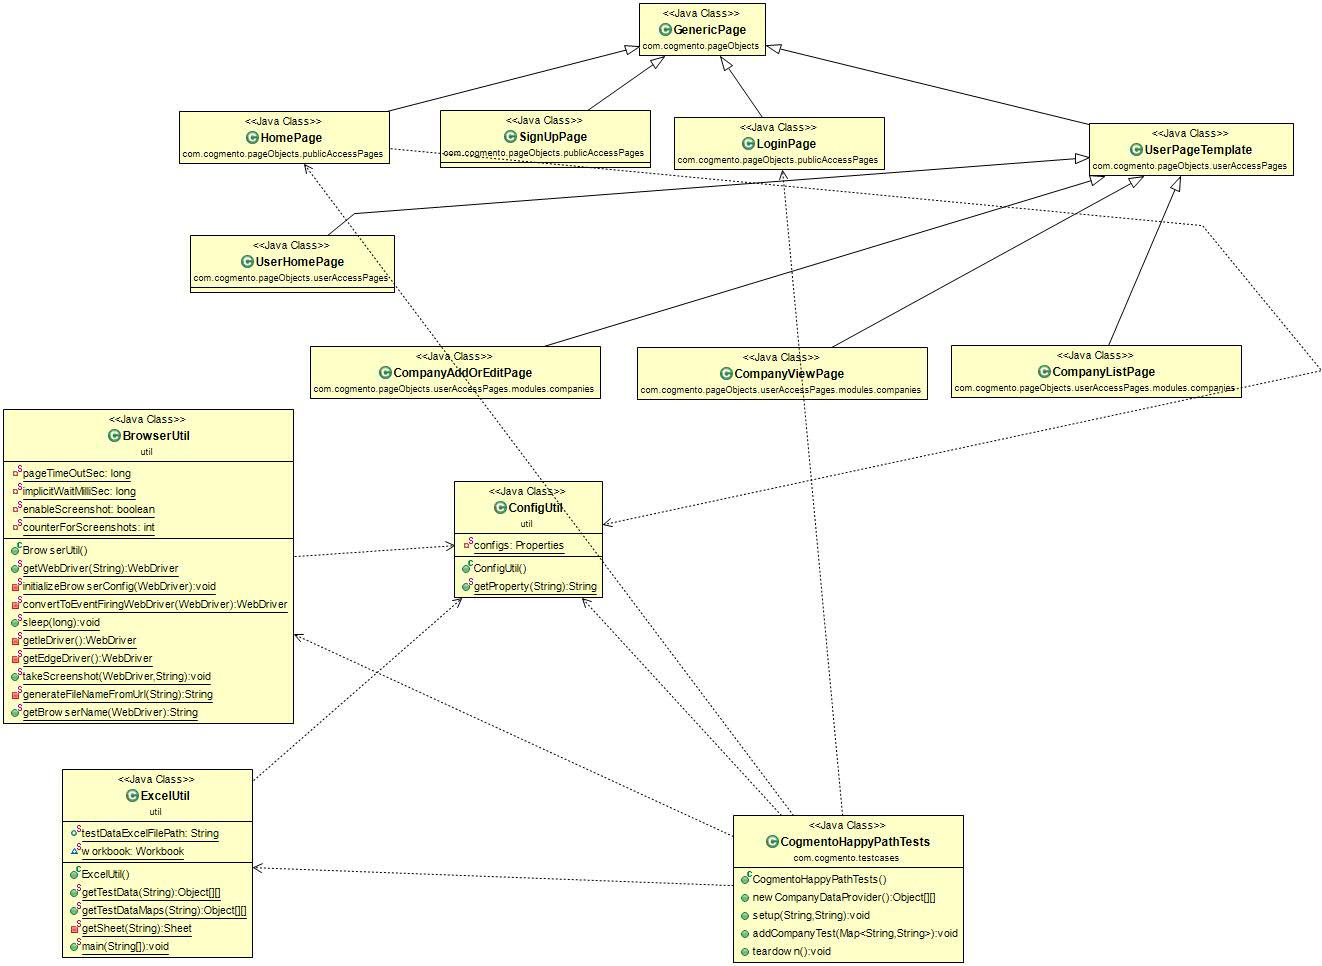 <<Java Class>>
GenericPage
com.cogmento.pageObjects
<<Java Class>>
HomePage
com.cogmento.pageObjects.publicAccessPages
<<Java Class>>
SignUpPage
com.cogmento.pageObjects.publicAccessPages
<<Java Class>>
LoginPage
com.cogmento.pageObjects.publicAccessPages
<<Java Class>>
UserPageTemplate
com.cogmento.pageObjects.userAccessPages
<<Java Class>>
UserHomePage
com.cogmento.pageObjects.userAccessPages
<<Java Class>>
CompanyAddOrEditPage
com.cogmento.pageObjects.userAccessPages.modules.companies
<<Java Class>>
CompanyViewPage
com.cogmento.pageObjects.userAccessPages.modules.companies
<<Java Class>>
CompanyListPage
com.cogmento.pageObjects.userAccessPages.modules.companies
<<Java Class>>
BrowserUtil
util
pageTimeOutSec: long
implicitWaitMilliSec: long
enableScreenshot: boolean
counterForScreenshots: int
BrowserUtil()
getWebDriver(String):WebDriver
initializeBrowserConfig(WebDriver):void
convertToEventFiringWebDriver(WebDriver):WebDriver
sleep(long):void
getIeDriver():WebDriver
getEdgeDriver():WebDriver
takeScreenshot(WebDriver,String):void
generateFileNameFromUrl(String):String
getBrowserName(WebDriver):String
<<Java Class>>
ConfigUtil
util
configs: Properties
ConfigUtil()
getProperty(String):String
<<Java Class>>
ExcelUtil
util
testDataExcelFilePath: String
workbook: Workbook
ExcelUtil()
getTestData(String):Object[][]
getTestDataMaps(String):Object[][]
getSheet(String):Sheet
main(String[]):void
<<Java Class>>
CogmentoHappyPathTests
com.cogmento.testcases
CogmentoHappyPathTests()
newCompanyDataProvider():Object[][]
setup(String,String):void
addCompanyTest(Map<String,String>):void
teardown():void